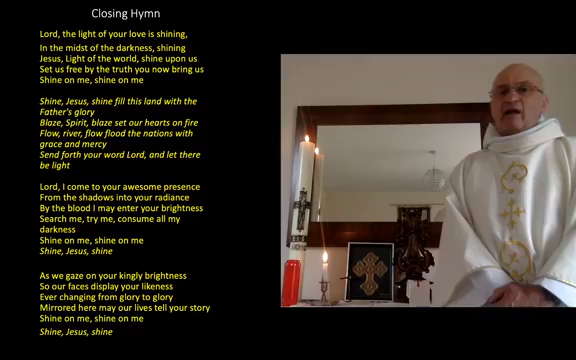 Closing Hymn
Lord, the light of your love is shining,
In the midst of the darkness, shining
Jesus, Light of the world, shine upon us
Set us free by the truth you now bring us
Shine on me, shine on me
Shine, Jesus, shine fill this land with the
Father's glory
Blaze, Spirit, blaze set our hearts on fire
Flow, river, flow flood the nations with
grace and mercy
Send forth your word Lord, and let there
be light
Lord, I come to your awesome presence
From the shadows into your radiance
By the blood I may enter your brightness
Search me, try me, consume all my
darkness
Shine on me, shine on me
Shine, Jesus, shine
As we gaze on your kingly brightness
So our faces display your likeness
Ever changing from glory to glory
Mirrored here may our lives tell your story
Shine on me, shine on me
Shine, Jesus, shine